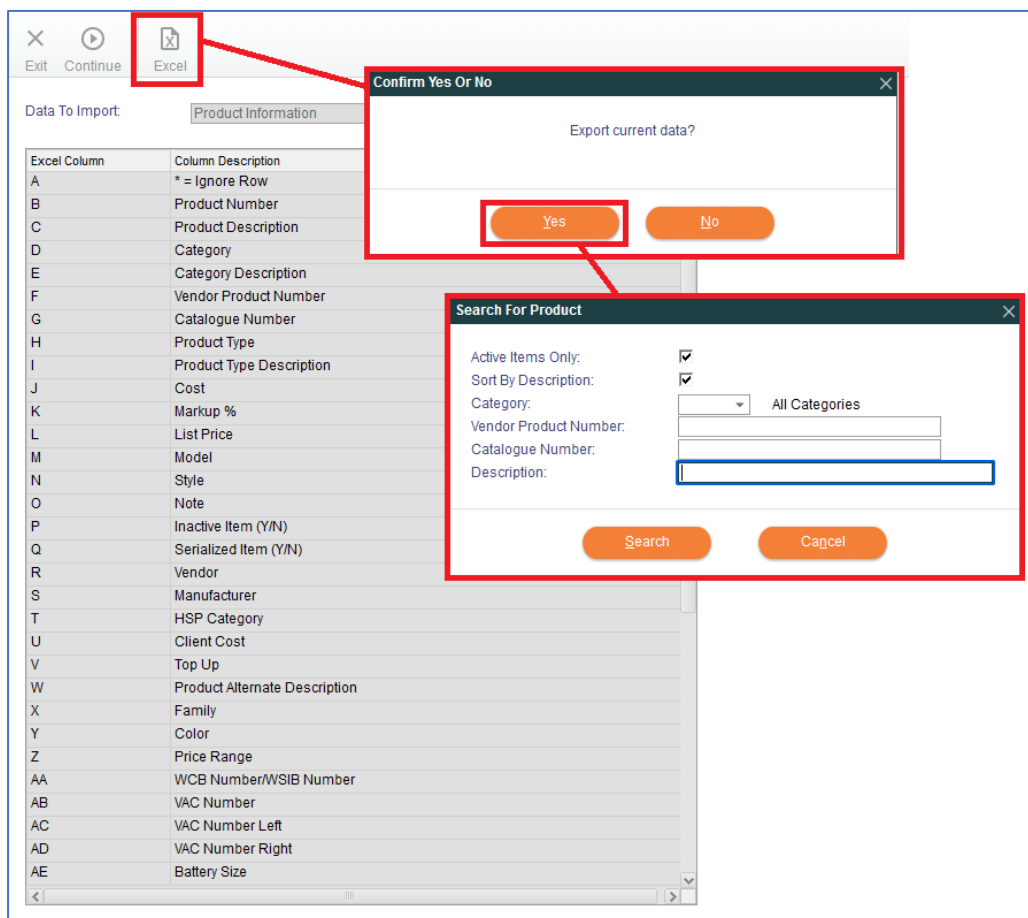 Exit Continue Excel
Data To Import: Product Information
Confirm Yes Or No
Export current data?
Yes No
Excel Column Column Description
A * = Ignore Row
B Product Number
C Product Description
D Category
E Category Description
F Vendor Product Number
G Catalogue Number
H Product Type
I Product Type Description
J Cost
K Markup %
L List Price
M Model
N Style
O Note
P Inactive Item (Y/N)
Q Serialized Item (Y/N)
R Vendor
S Manufacturer
T HSP Category
U Client Cost
V Top Up
W Product Alternate Description
X Family
Y Color
Z Price Range
AA WCB Number/WSIB Number
AB VAC Number
AC VAC Number Left
AD VAC Number Right
AE Battery Size
Search For Product
Active Items Only:
Sort By Description:
Category: All Categories
Vendor Product Number:
Catalogue Number:
Description:
Search Cancel